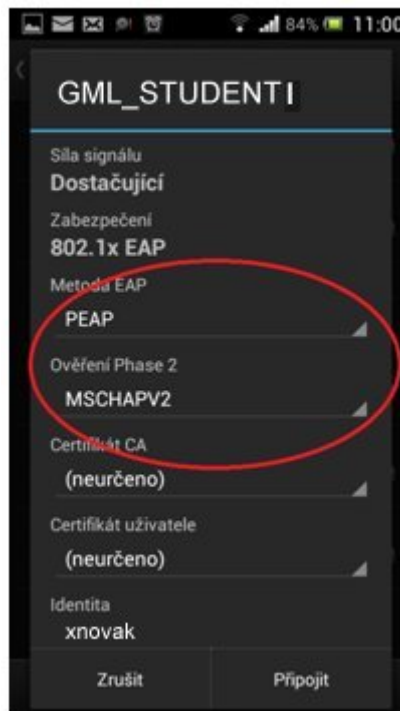 84% 11:00
GML_STUDENTI
Síla signálu
Dostačující
Zabezpečení
802.1x EAP
Metoda EAP
PEAP
Ověření Phase 2
MSCHAPV2
Certifikát CA
(neurčeno)
Certifikát uživatele
(neurčeno)
Identita
xnovak
Zrušit Připojit